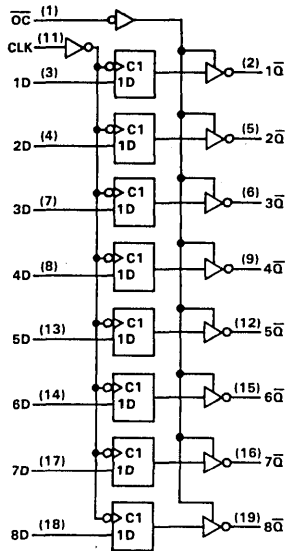 O̅C̅ (1)
CLK (11)
C1 (2) 1Q̅
1D (3) 1D
C1 (5) 2Q̅
2D (4) 1D
C1 (6) 3Q̅
3D (7) 1D
C1 (9) 4Q̅
4D (8) 1D
C1 (12) 5Q̅
5D (13) 1D
C1 (15) 6Q̅
6D (14) 1D
C1 (16) 7Q̅
7D (17) 1D
C1 (19) 8Q̅
8D (18) 1D